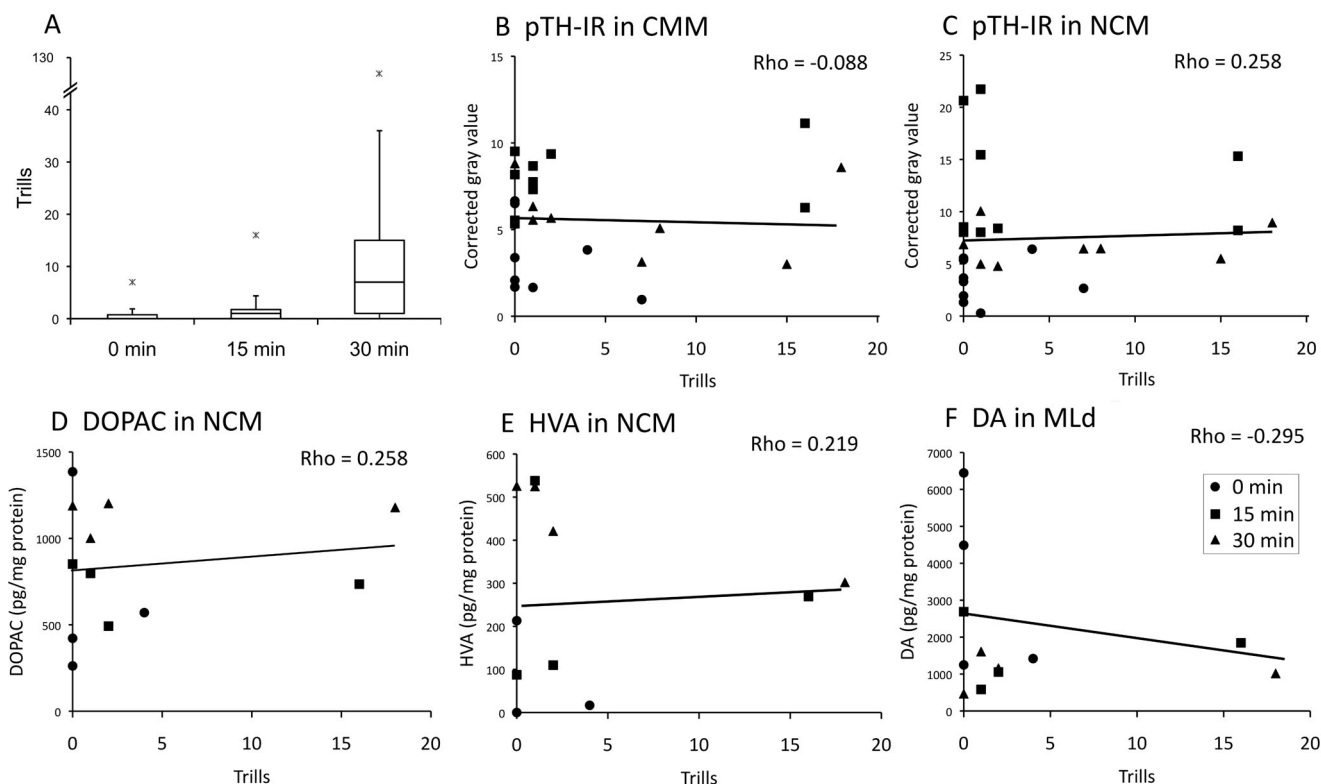 A
130
40
30
20
10
0
Trills
0 min 15 min 30 min
B pTH-IR in CMM
Rho = -0.088
15
10
5
0
Corrected gray value
0 5 10 15 20
Trills
C pTH-IR in NCM
Rho = 0.258
25
20
15
10
5
0
Corrected gray value
0 5 10 15 20
Trills
D DOPAC in NCM
Rho = 0.258
1500
1000
500
0
DOPAC (pg/mg protein)
0 5 10 15 20
Trills
E HVA in NCM
Rho = 0.219
600
500
400
300
200
100
0
HVA (pg/mg protein)
0 5 10 15 20
Trills
F DA in MLd
Rho = -0.295
7000
6000
5000
4000
3000
2000
1000
0
DA (pg/mg protein)
0 min
15 min
30 min
0 5 10 15 20
Trills